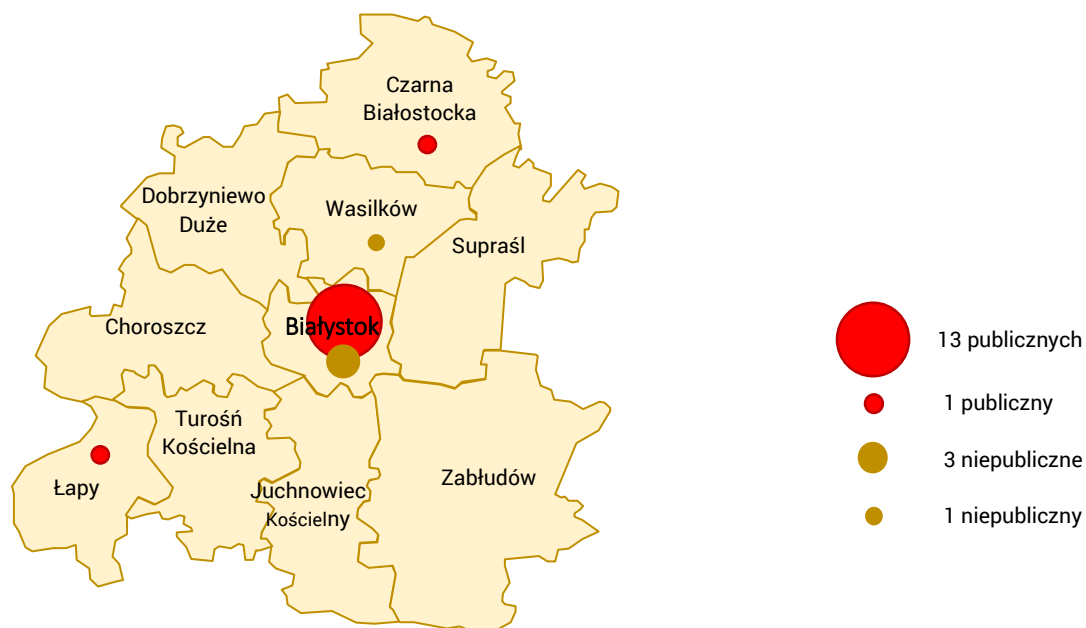 Czarna
Białostocka
Dobrzyniewo
Duże
Wasilków
Supraśl
Choroszcz
Białystok
Turośń
Kościelna
Łapy
Juchnowiec
Kościelny
Zabłudów
13 publicznych
1 publiczny
3 niepubliczne
1 niepubliczny